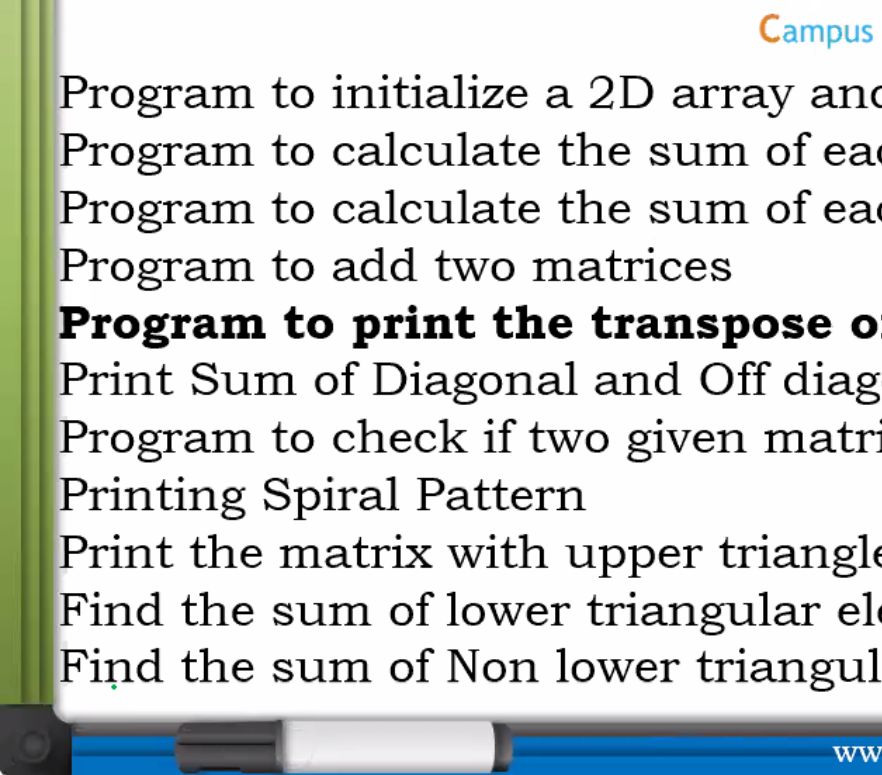 Campus
Program to initialize a 2D array and
Program to calculate the sum of eac
Program to calculate the sum of eac
Program to add two matrices
Program to print the transpose of
Print Sum of Diagonal and Off diag
Program to check if two given matri
Printing Spiral Pattern
Print the matrix with upper triangle
Find the sum of lower triangular ele
Find the sum of Non lower triangul
ww